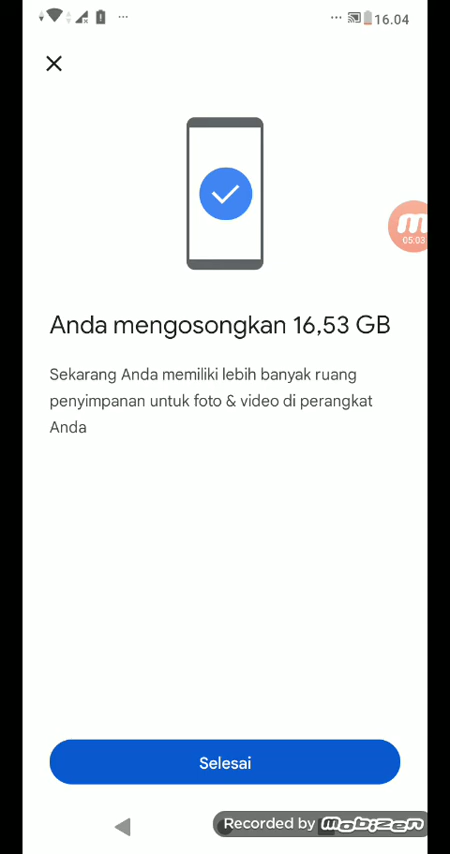 16.04
m
05:03
Anda mengosongkan 16,53 GB
Sekarang Anda memiliki lebih banyak ruang
penyimpanan untuk foto & video di perangkat
Anda
Selesai
Recorded by mobizen